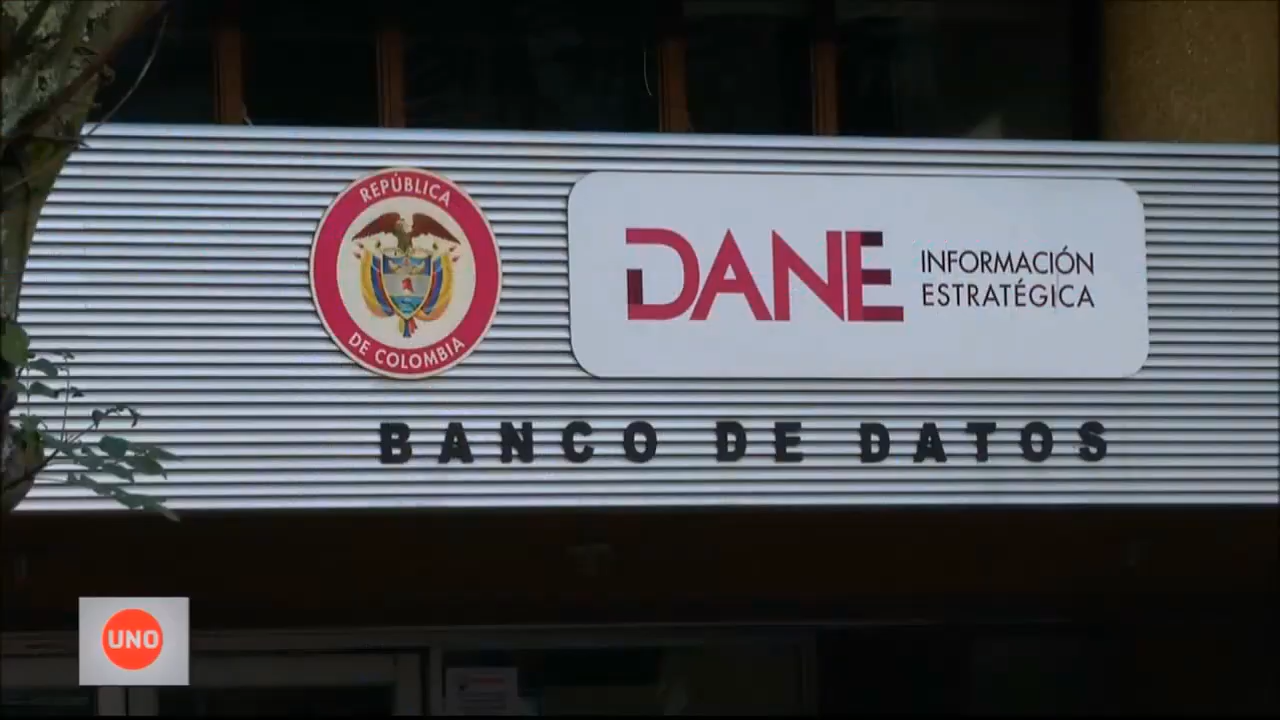 REPÚBLICA
DE COLOMBIA
DANE
INFORMACIÓN
ESTRATÉGICA
BANCO DE DATOS
UNO